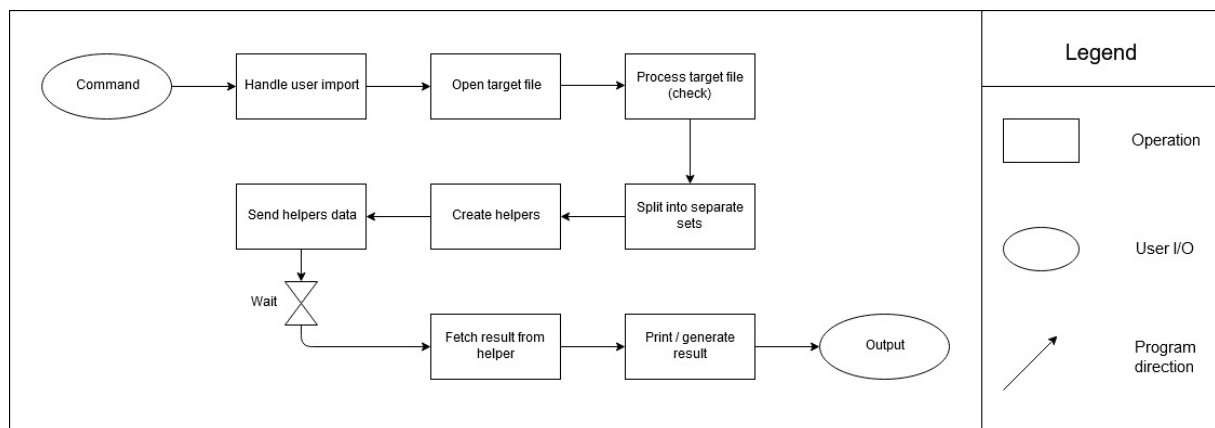 Command
Handle user import
Open target file
Process target file
(check)
Send helpers data
Create helpers
Split into separate
sets
Wait
Fetch result from
helper
Print / generate
result
Output
Legend
Operation
User I/O
Program
direction